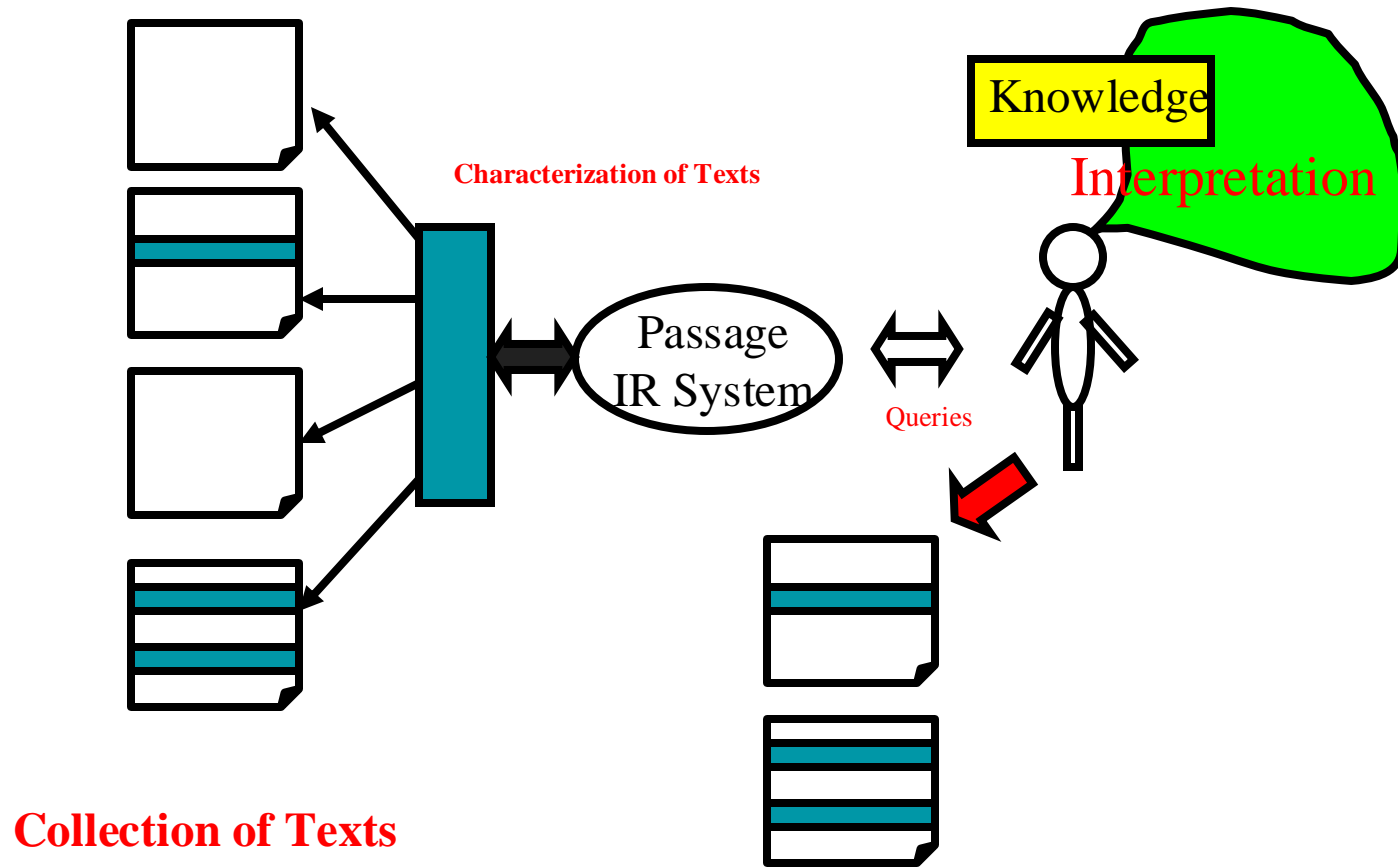 Knowledge
Characterization of Texts
Interpretation
Passage
IR System
Queries
Collection of Texts